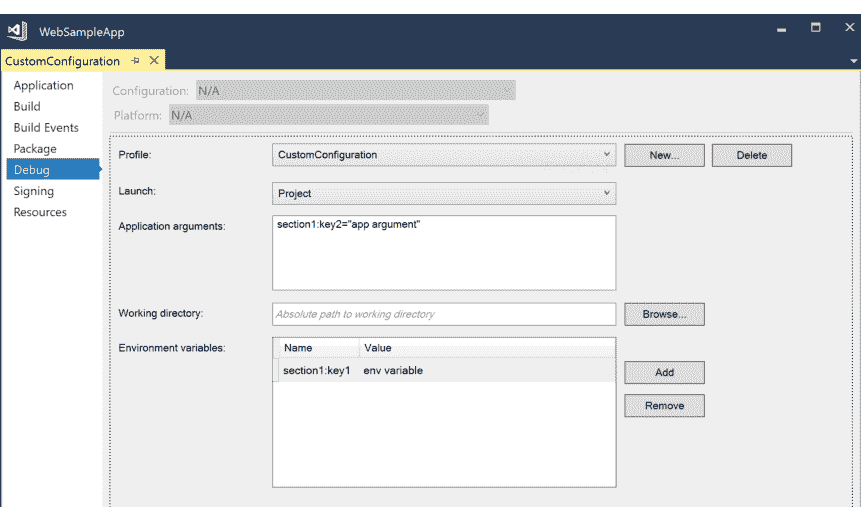 WebSampleApp
CustomConfiguration
Application
Build
Build Events
Package
Debug
Signing
Resources
Configuration: N/A
Platform: N/A
Profile: CustomConfiguration New... Delete
Launch: Project
Application arguments: section1:key2="app argument"
Working directory: Absolute path to working directory Browse...
Environment variables: Name Value
section1:key1 env variable Add
Remove